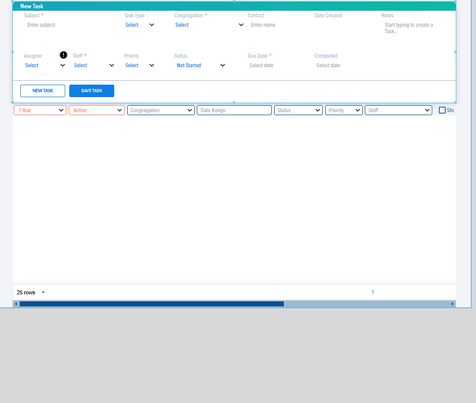 New Task
Subject * Task Type Congregation * Contact Date Created Notes
Enter subject Select Select Enter name Start typing to create a
Task...
Assigner ! Staff * Priority Status Due Date * Completed
Select Select Select Not Started Select date Select date
NEW TASK SAVE TASK
1 Year Active Congregation Date Range Status Priority Staff Sho
25 rows 1